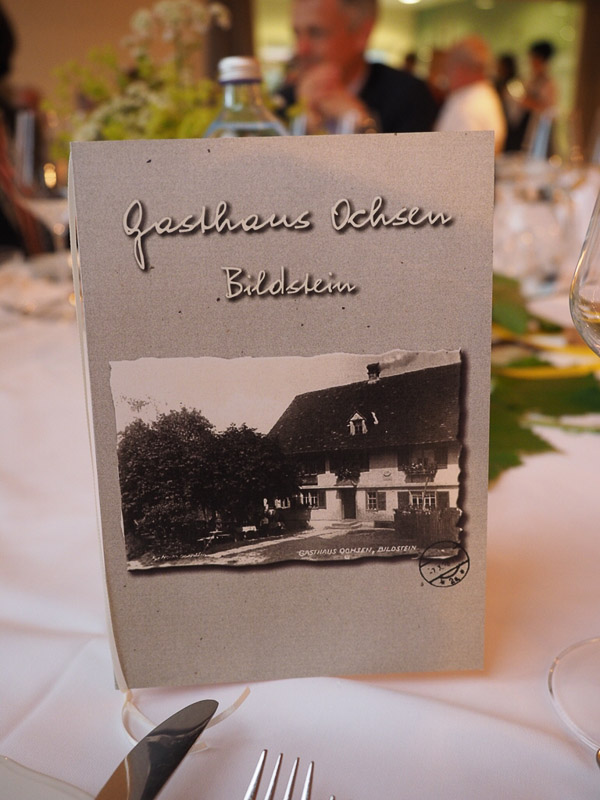 Gasthaus Ochsen
Bildstein
GASTHAUS OCHSEN, BILDSTEIN